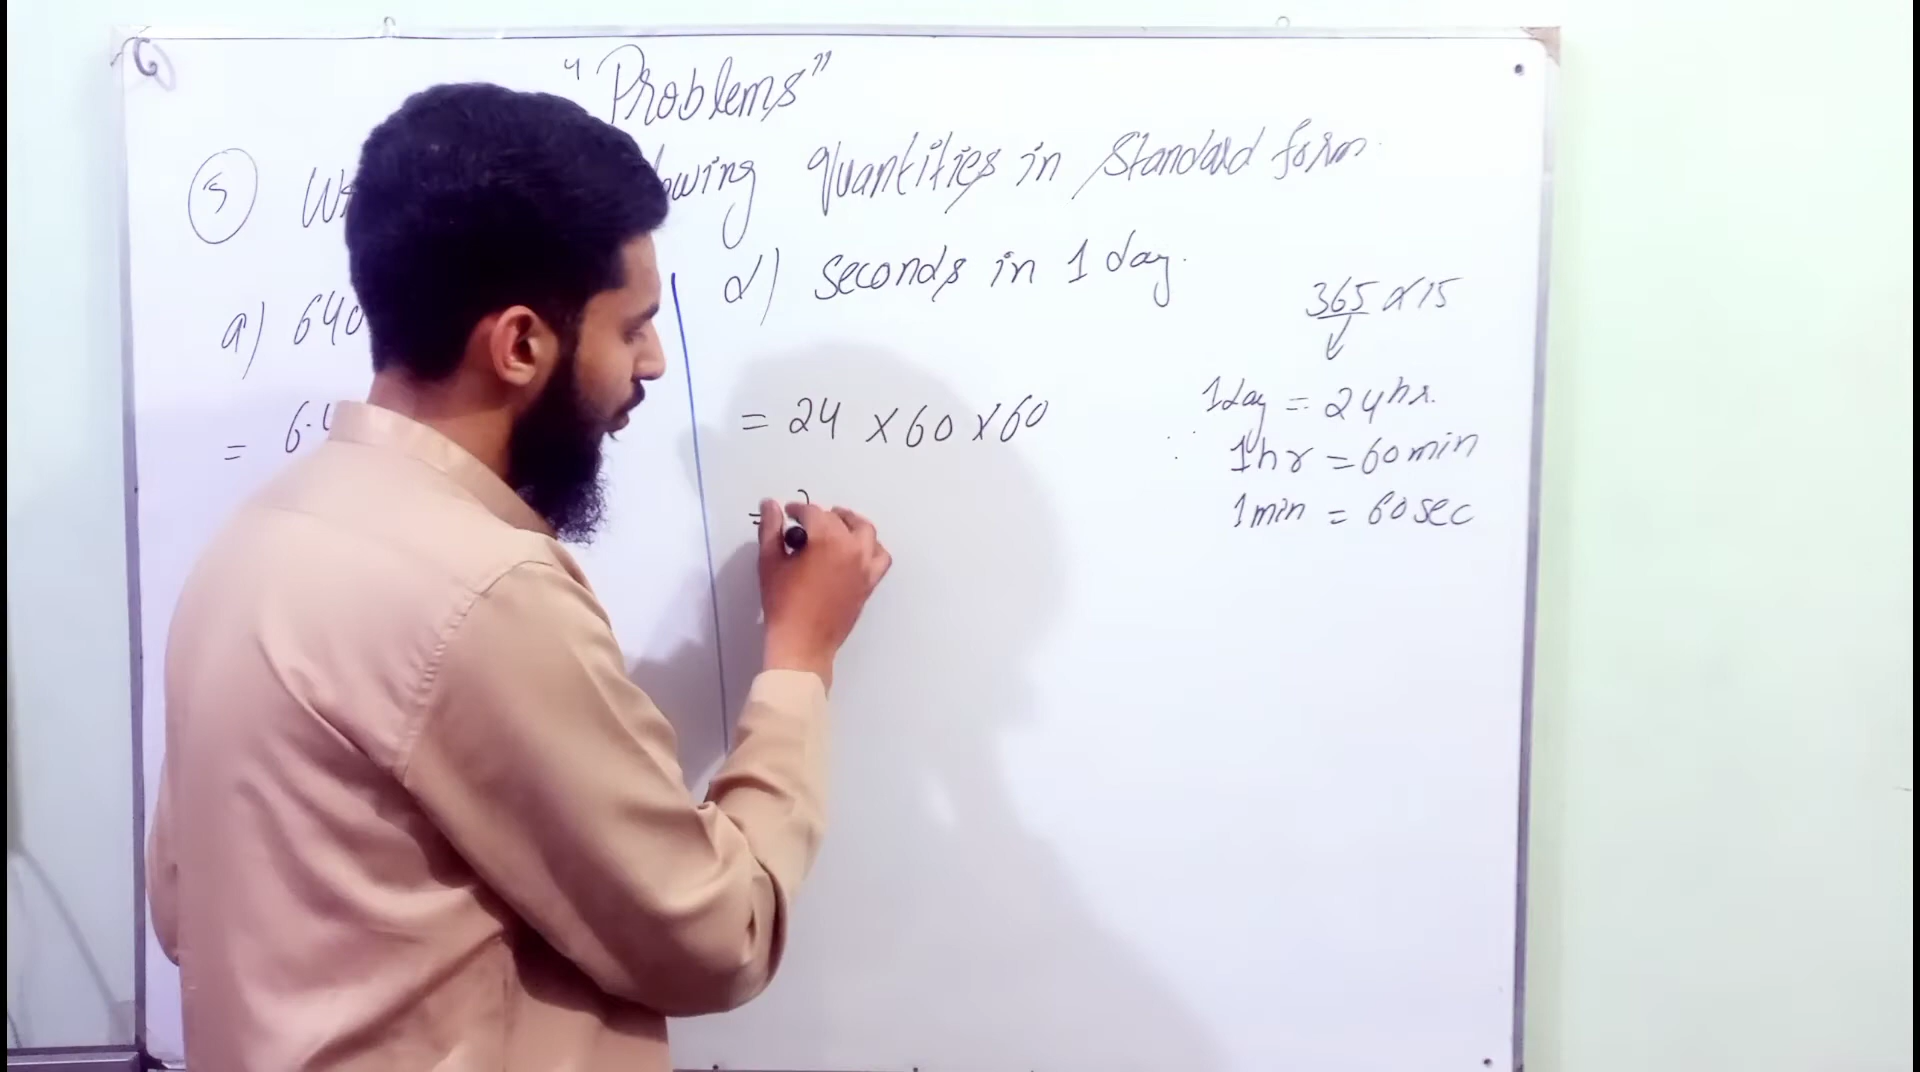 "Problems"
5 owing quantities in standard form
a) 640
= 6.4
d) seconds in 1 day.
= 24 x 60 x 60
=
365 x 15
1 day = 24 hr.
1 hr = 60 min
1 min = 60 sec